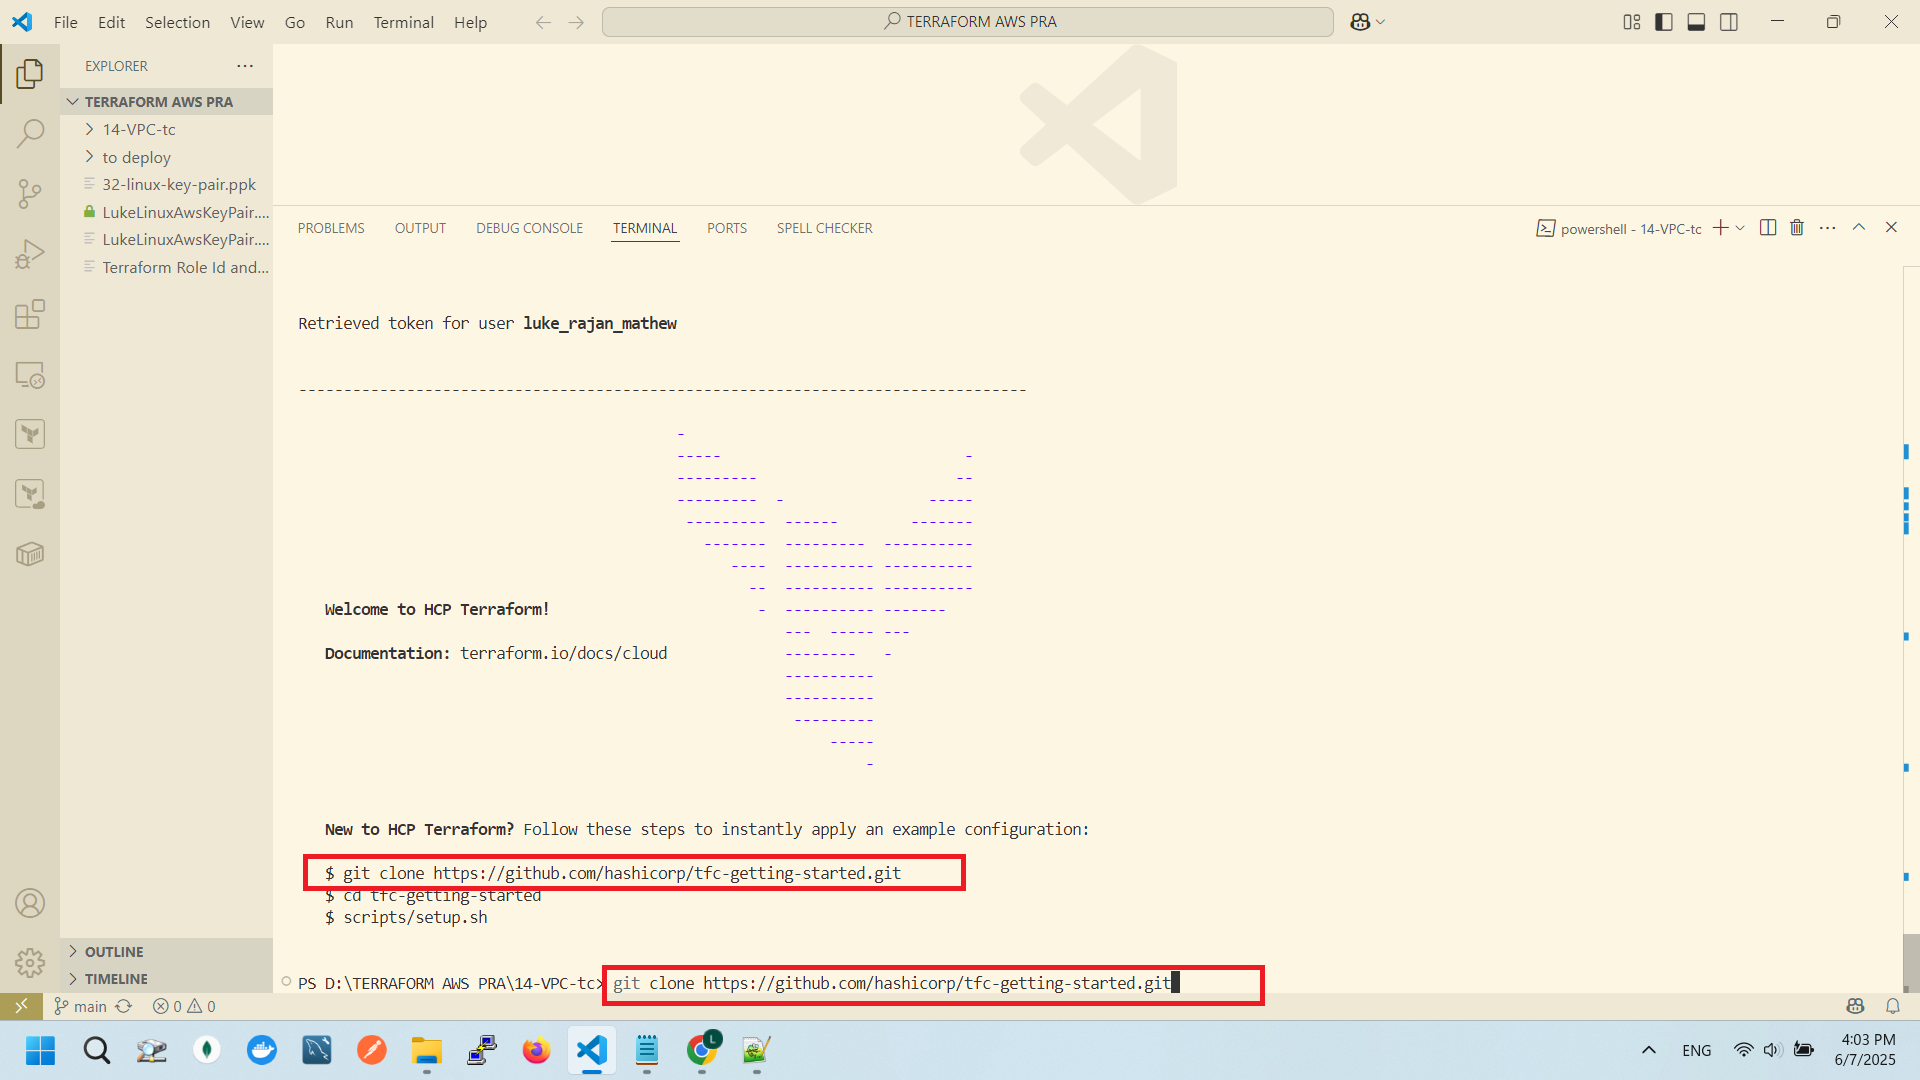 File Edit Selection View Go Run Terminal Help
TERRAFORM AWS PRA
EXPLORER
TERRAFORM AWS PRA
14-VPC-tc
to deploy
32-linux-key-pair.ppk
LukeLinuxAwsKeyPair....
LukeLinuxAwsKeyPair....
Terraform Role Id and...
OUTLINE
TIMELINE
PROBLEMS OUTPUT DEBUG CONSOLE TERMINAL PORTS SPELL CHECKER
powershell - 14-VPC-tc
Retrieved token for user luke_rajan_mathew
---------------------------------------------------------------------------------
Welcome to HCP Terraform!
Documentation: terraform.io/docs/cloud
New to HCP Terraform? Follow these steps to instantly apply an example configuration:
$ git clone https://github.com/hashicorp/tfc-getting-started.git
$ cd tfc-getting-started
$ scripts/setup.sh
PS D:\TERRAFORM AWS PRA\14-VPC-tc> git clone https://github.com/hashicorp/tfc-getting-started.git
main 0 0
L
ENG
4:03 PM
6/7/2025